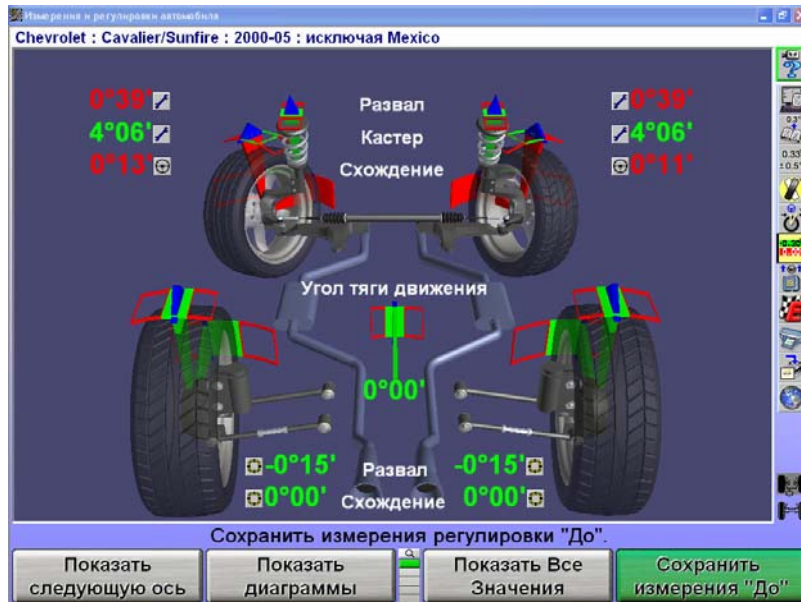 Измерения и регулировки автомобиля
Chevrolet : Cavalier/Sunfire : 2000-05 : исключая Mexico
0°39' Развал 0°39'
4°06' Кастер 4°06'
0°13' Схождение 0°11'
Угол тяги движения
0°00'
-0°15' Развал -0°15'
0°00' Схождение 0°00'
Сохранить измерения регулировки "До".
Показать следующую ось
Показать диаграммы
Показать Все Значения
Сохранить измерения "До"